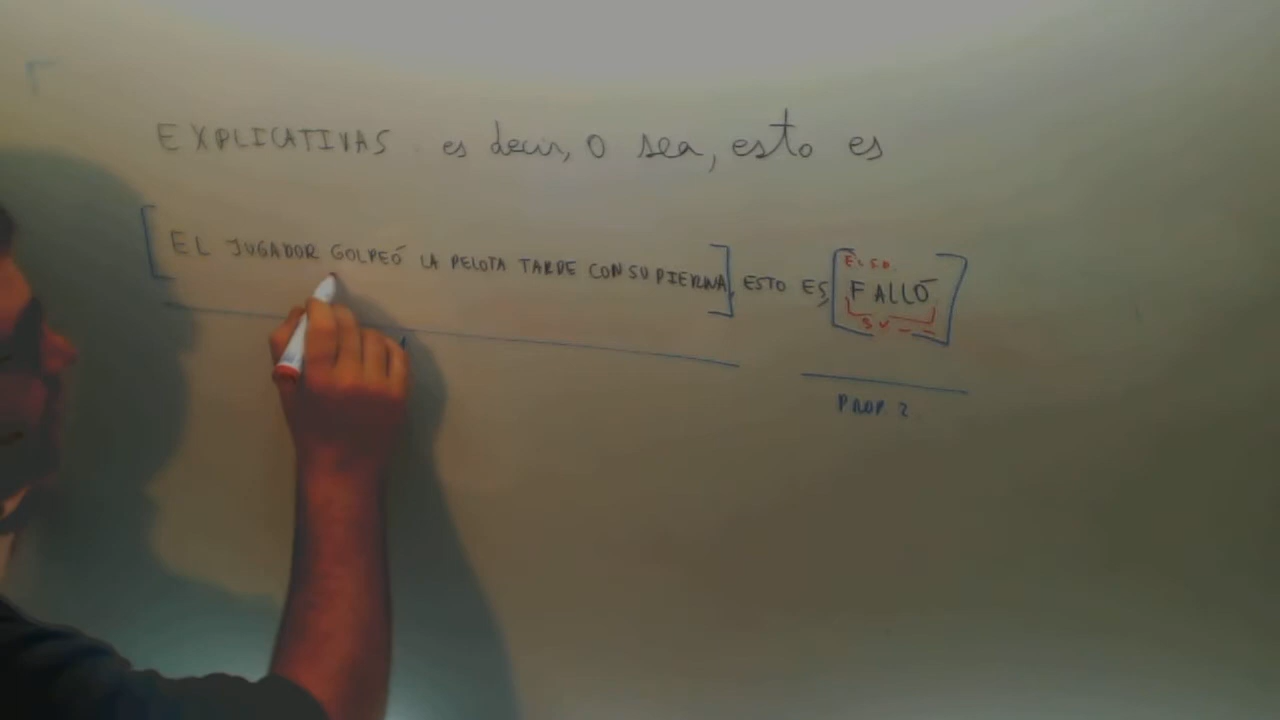 EXPLICATIVAS es decir, o sea, esto es
EL JUGADOR GOLPEÓ LA PELOTA TARDE CON SU PIERNA, ESTO ES, FALLÓ
SV
PROP 2